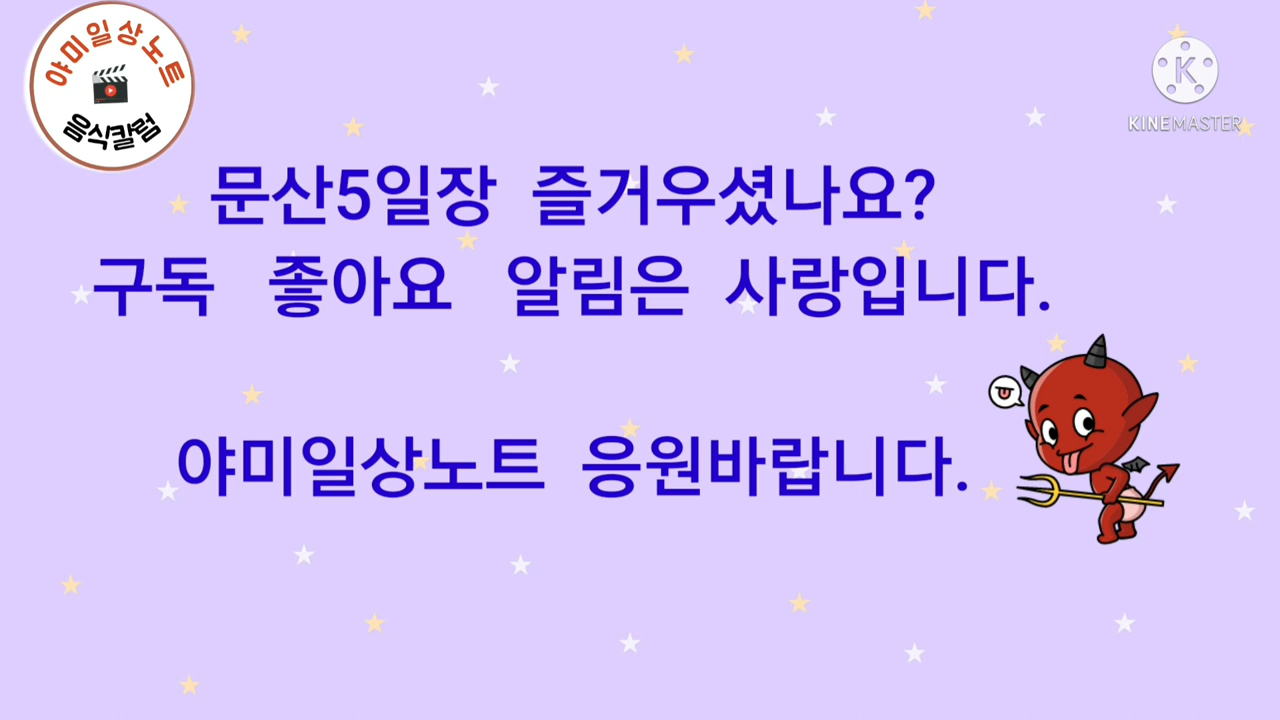 야미일상노트
음식칼럼
KINEMASTER
문산5일장 즐거우셨나요?
구독 좋아요 알림은 사랑입니다.
야미일상노트 응원바랍니다.